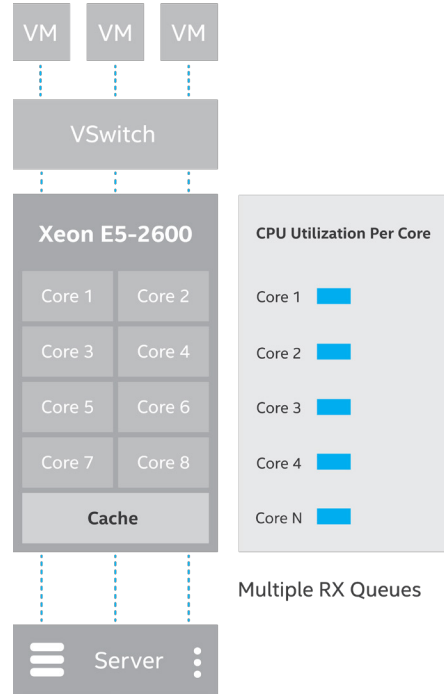 VM VM VM
VSwitch
Xeon E5-2600
Core 1 Core 2
Core 3 Core 4
Core 5 Core 6
Core 7 Core 8
Cache
CPU Utilization Per Core
Core 1
Core 2
Core 3
Core 4
Core N
Multiple RX Queues
Server